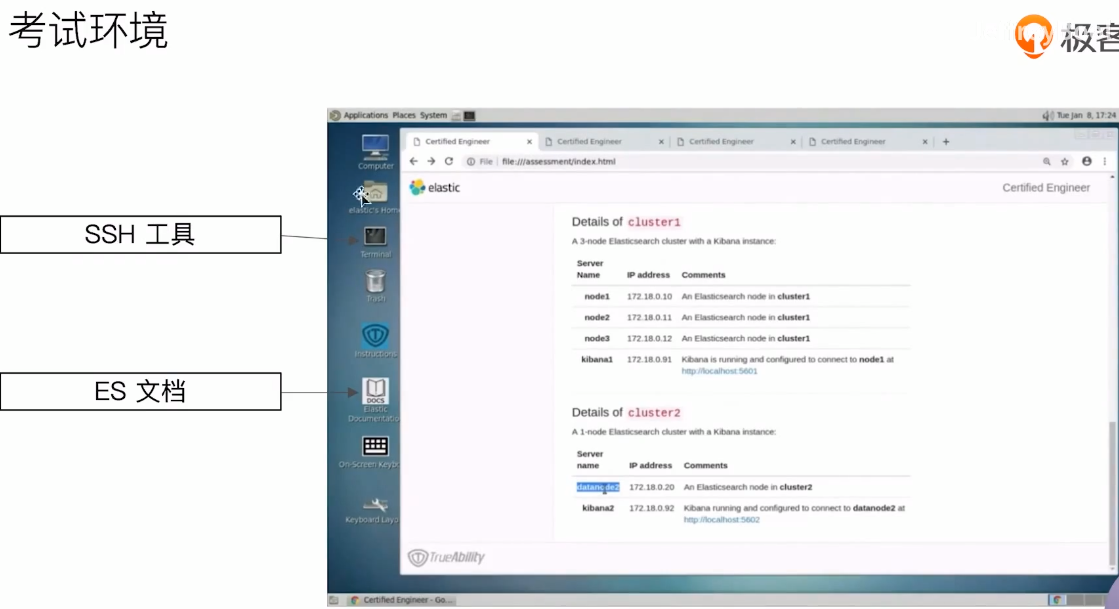 考试环境
极客
Applications Places System
Tue Jan 8, 17:24
Certified Engineer
Certified Engineer
Certified Engineer
Certified Engineer
File file:///assessment/index.html
elastic
Certified Engineer
Computer
elastic's Hom
SSH 工具
Terminal
Trash
Instructions
ES 文档
DOCS
Elastic
Documentatio
On-Screen Keybo
Keyboard Layo
Details of cluster1
A 3-node Elasticsearch cluster with a Kibana instance:
Server
Name IP address Comments
node1 172.18.0.10 An Elasticsearch node in cluster1
node2 172.18.0.11 An Elasticsearch node in cluster1
node3 172.18.0.12 An Elasticsearch node in cluster1
kibana1 172.18.0.91 Kibana is running and configured to connect to node1 at
http://localhost:5601
Details of cluster2
A 1-node Elasticsearch cluster with a Kibana instance:
Server
name IP address Comments
datanode2 172.18.0.20 An Elasticsearch node in cluster2
kibana2 172.18.0.92 Kibana running and configured to connect to datanode2 at
http://localhost:5602
TrueAbility
Certified Engineer - Go...